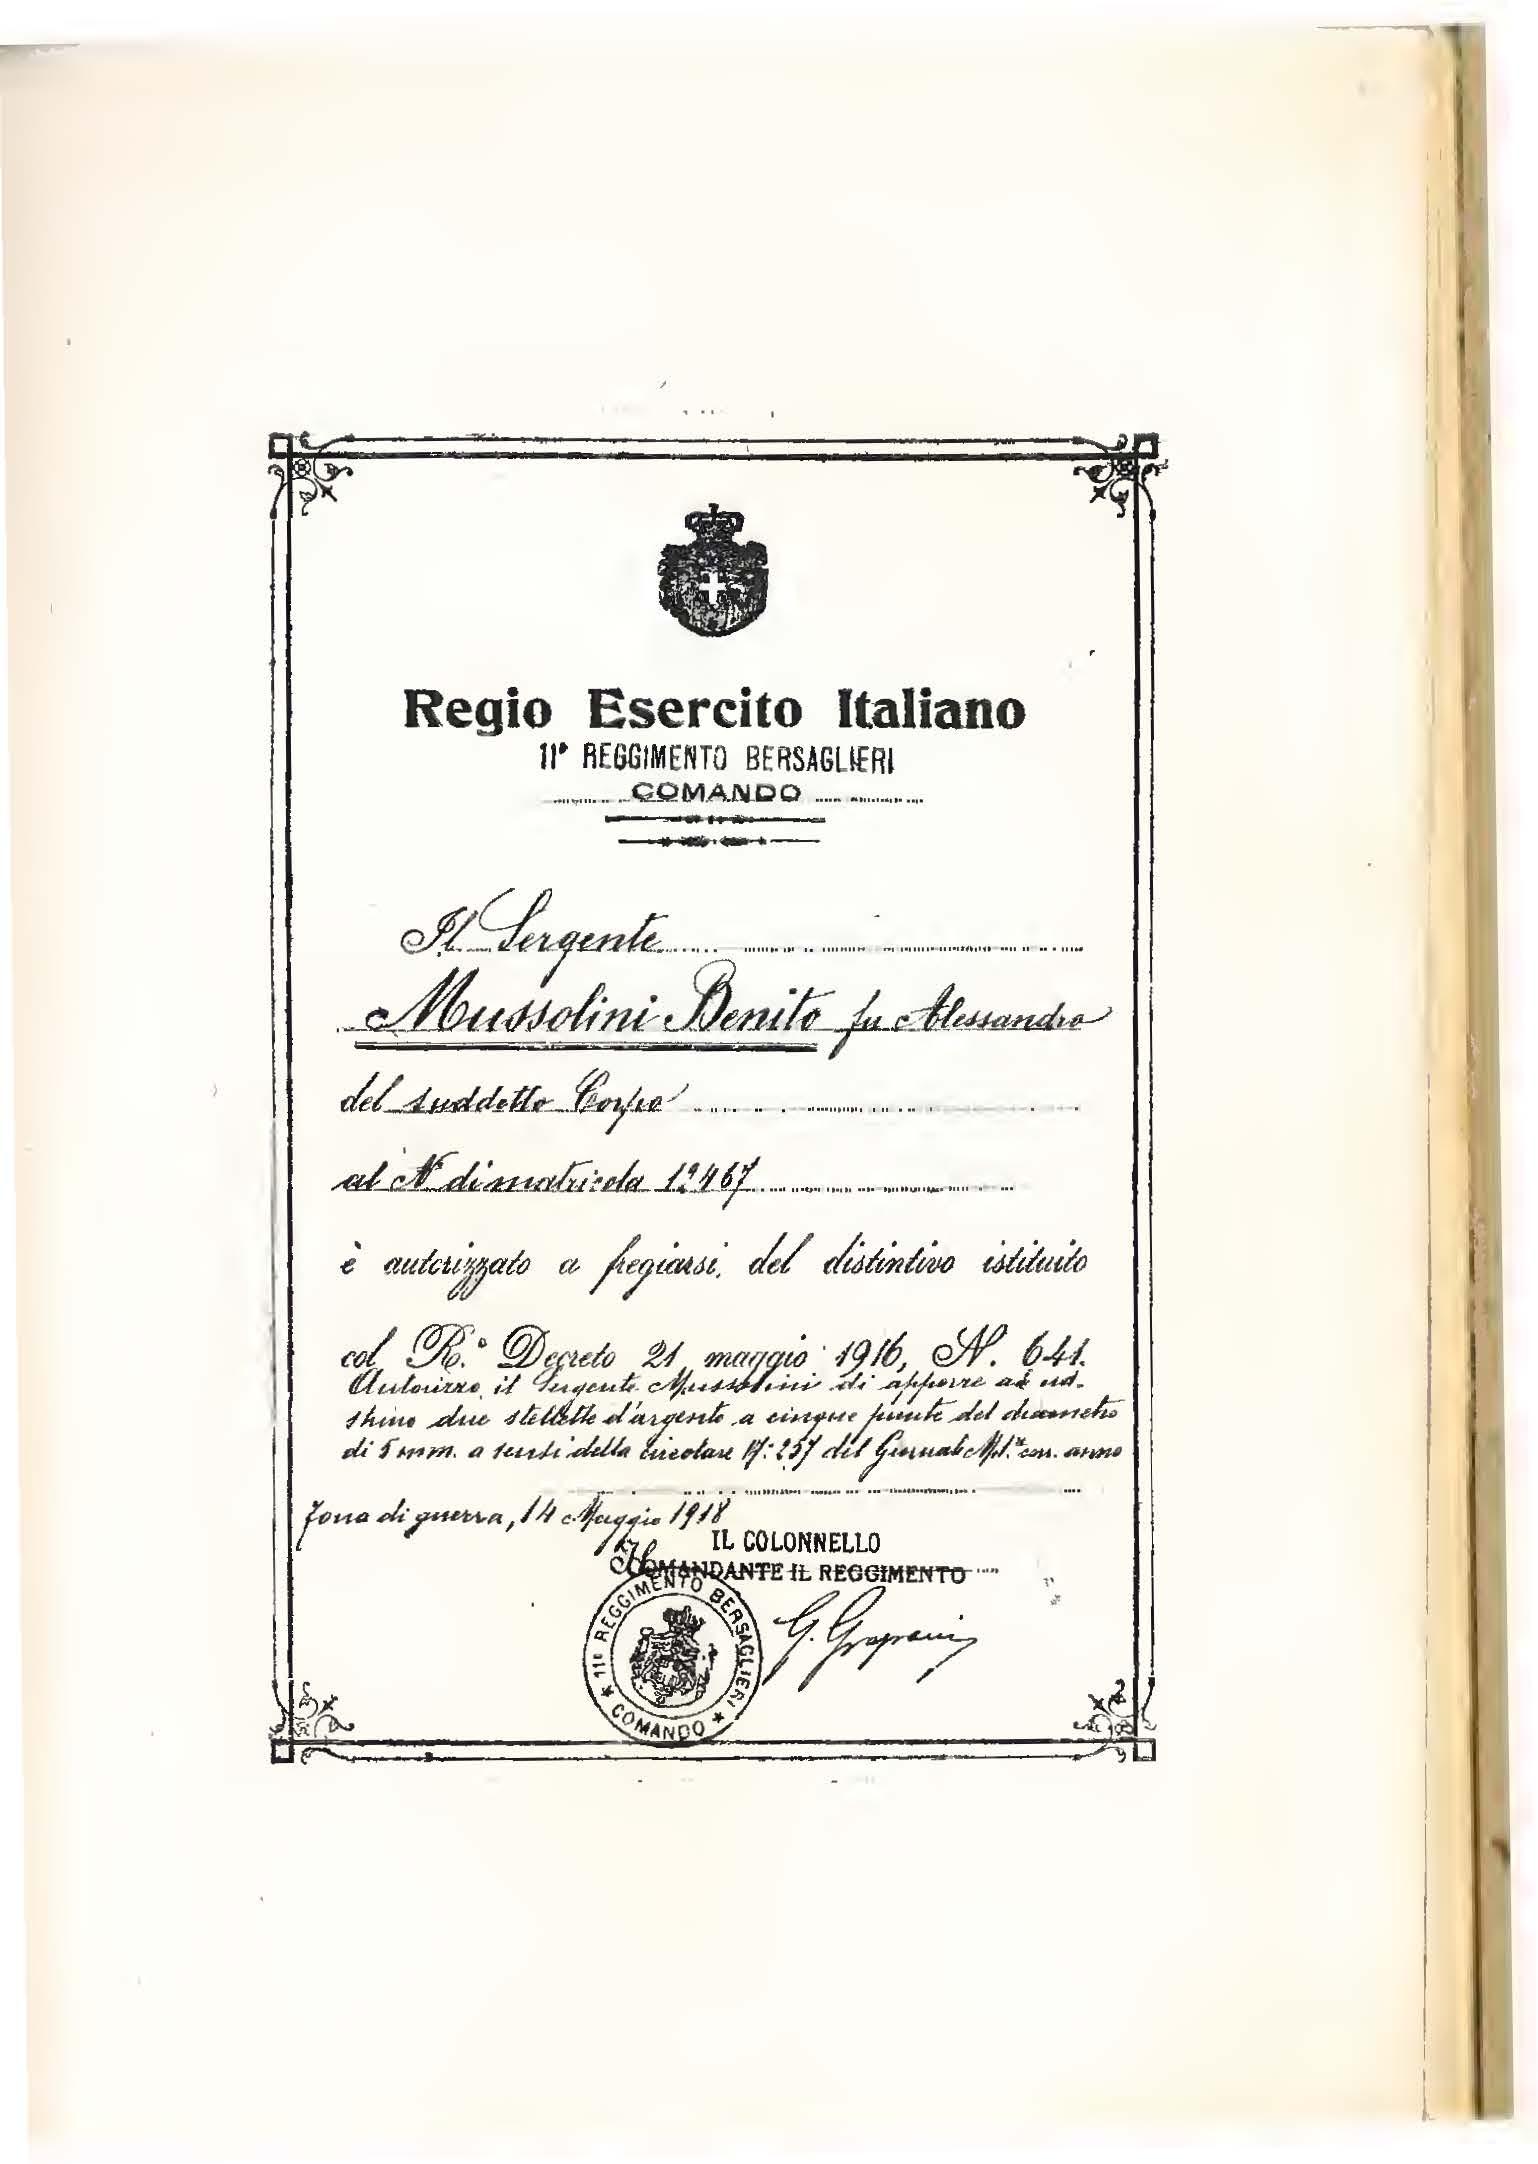 Regio Esercito Italiano
11° REGGIMENTO BERSAGLIERI
COMANDO
Il Sergente
Mussolini Benito fu Alessandro
del suddetto Corpo
al N° di matricola 12467
è autorizzato a fregiarsi del distintivo istituito
col R.° Decreto 21 maggio 1916, N. 641.
Autorizzo il Sergente Mussolini di apporre al na-
strino due stellette d'argento a cinque punte del diametro
di 5 mm. a sensi della circolare N.° 257 del Giornale Mil.re corr. anno
Zona di guerra, 14 Maggio 1918
IL COLONNELLO
COMANDANTE IL REGGIMENTO
11° REGGIMENTO BERSAGLIERI
COMANDO
G.